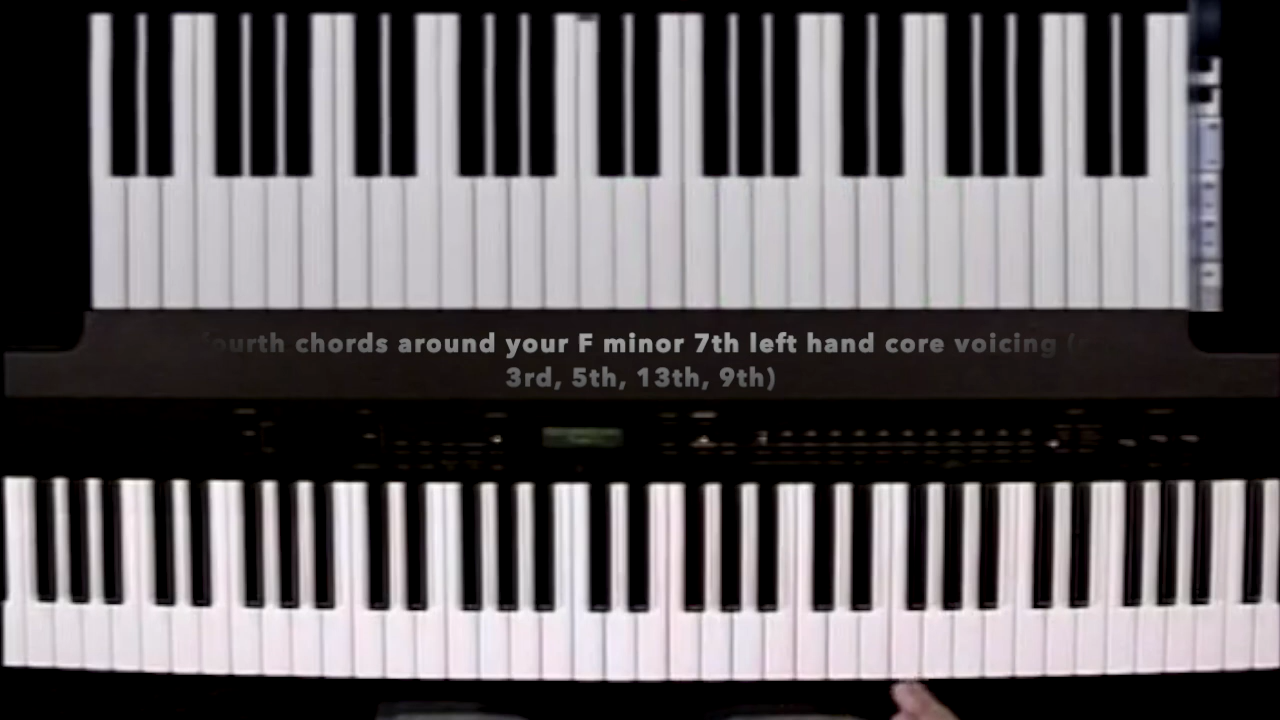 chords around your F minor 7th left hand core voicing
3rd, 5th, 13th, 9th)